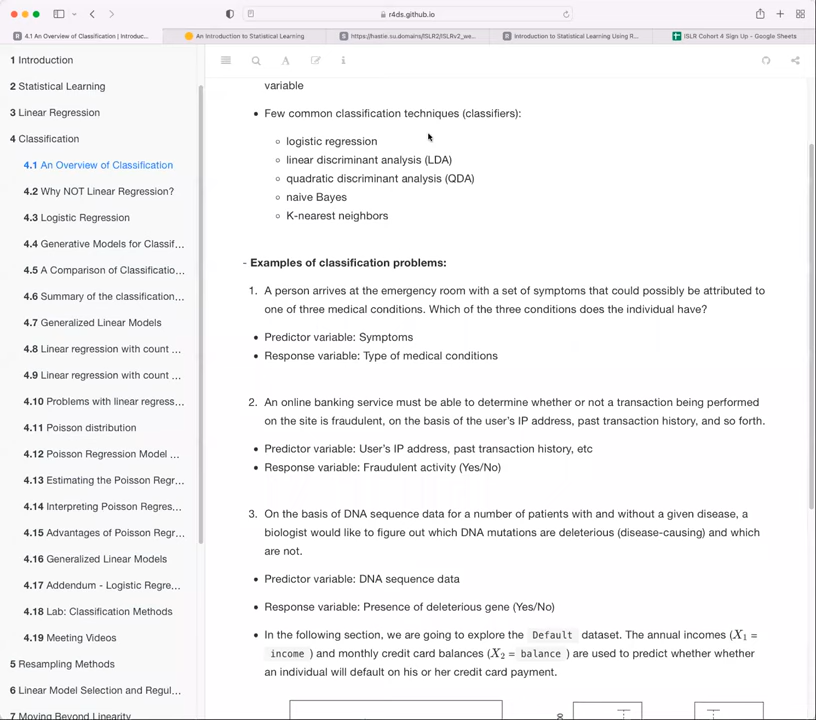 r4ds.github.io
4.1 An Overview of Classification | Introduc...
An Introduction to Statistical Learning
https://hastie.su.domains/ISLR2/ISLRv2_we...
Introduction to Statistical Learning Using R...
ISLR Cohort 4 Sign Up - Google Sheets
1 Introduction
2 Statistical Learning
3 Linear Regression
4 Classification
4.1 An Overview of Classification
4.2 Why NOT Linear Regression?
4.3 Logistic Regression
4.4 Generative Models for Classif...
4.5 A Comparison of Classificatio...
4.6 Summary of the classification...
4.7 Generalized Linear Models
4.8 Linear regression with count ...
4.9 Linear regression with count ...
4.10 Problems with linear regress...
4.11 Poisson distribution
4.12 Poisson Regression Model ...
4.13 Estimating the Poisson Regr...
4.14 Interpreting Poisson Regres...
4.15 Advantages of Poisson Regr...
4.16 Generalized Linear Models
4.17 Addendum - Logistic Regre...
4.18 Lab: Classification Methods
4.19 Meeting Videos
5 Resampling Methods
6 Linear Model Selection and Regul...
7 Moving Beyond Linearity
variable
• Few common classification techniques (classifiers):
◦ logistic regression
◦ linear discriminant analysis (LDA)
◦ quadratic discriminant analysis (QDA)
◦ naive Bayes
◦ K-nearest neighbors
- Examples of classification problems:
1. A person arrives at the emergency room with a set of symptoms that could possibly be attributed to
one of three medical conditions. Which of the three conditions does the individual have?
• Predictor variable: Symptoms
• Response variable: Type of medical conditions
2. An online banking service must be able to determine whether or not a transaction being performed
on the site is fraudulent, on the basis of the user's IP address, past transaction history, and so forth.
• Predictor variable: User's IP address, past transaction history, etc
• Response variable: Fraudulent activity (Yes/No)
3. On the basis of DNA sequence data for a number of patients with and without a given disease, a
biologist would like to figure out which DNA mutations are deleterious (disease-causing) and which
are not.
• Predictor variable: DNA sequence data
• Response variable: Presence of deleterious gene (Yes/No)
• In the following section, we are going to explore the Default dataset. The annual incomes (X₁ =
income ) and monthly credit card balances (X₂ = balance ) are used to predict whether whether
an individual will default on his or her credit card payment.